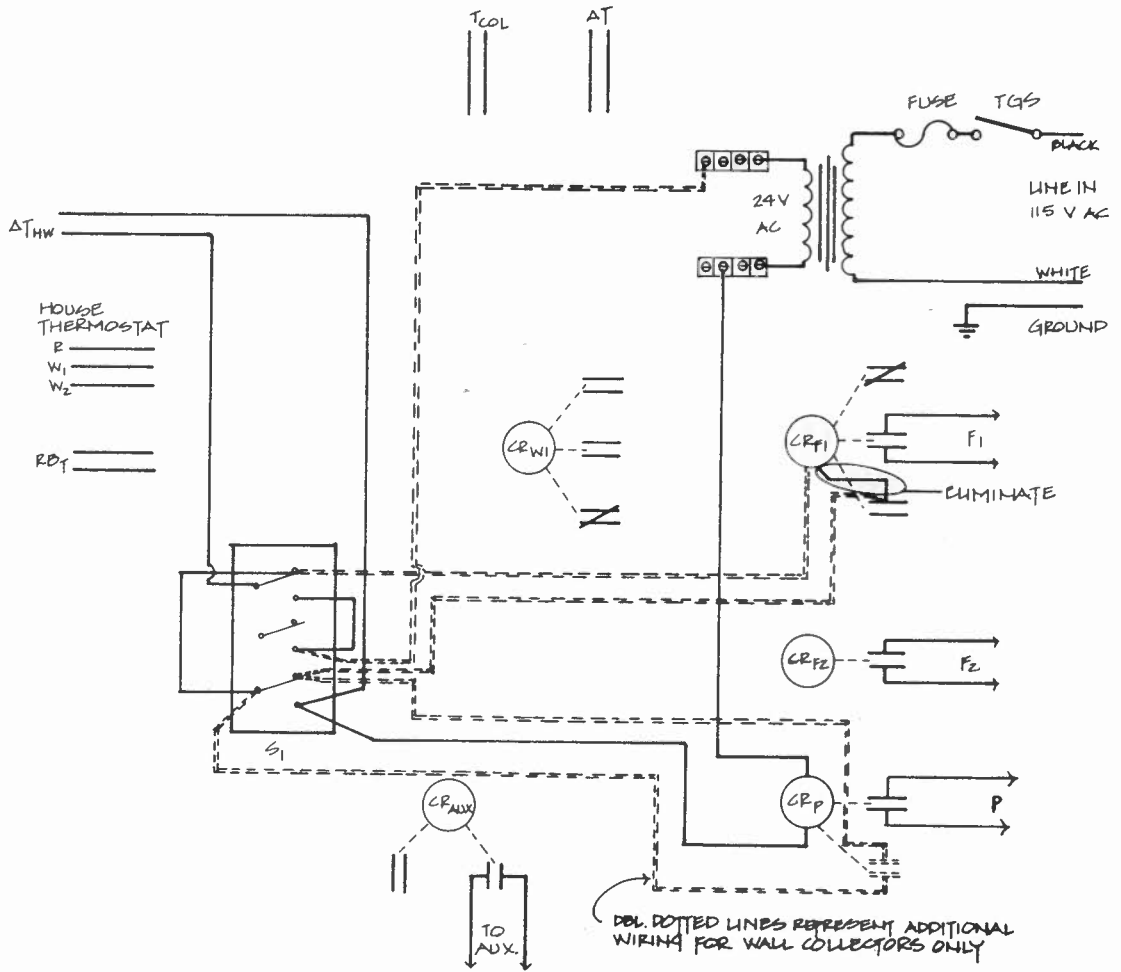 TCOL
ΔT
FUSE TGS
BLACK
LINE IN
115 V AC
24V
AC
WHITE
GROUND
ΔTHW
HOUSE
THERMOSTAT
R
W1
W2
RBT
CRW1
CRF1
F1
ELIMINATE
CRF2
F2
S1
CRAUX
CRP
P
TO
AUX.
DBL. DOTTED LINES REPRESENT ADDITIONAL
WIRING FOR WALL COLLECTORS ONLY